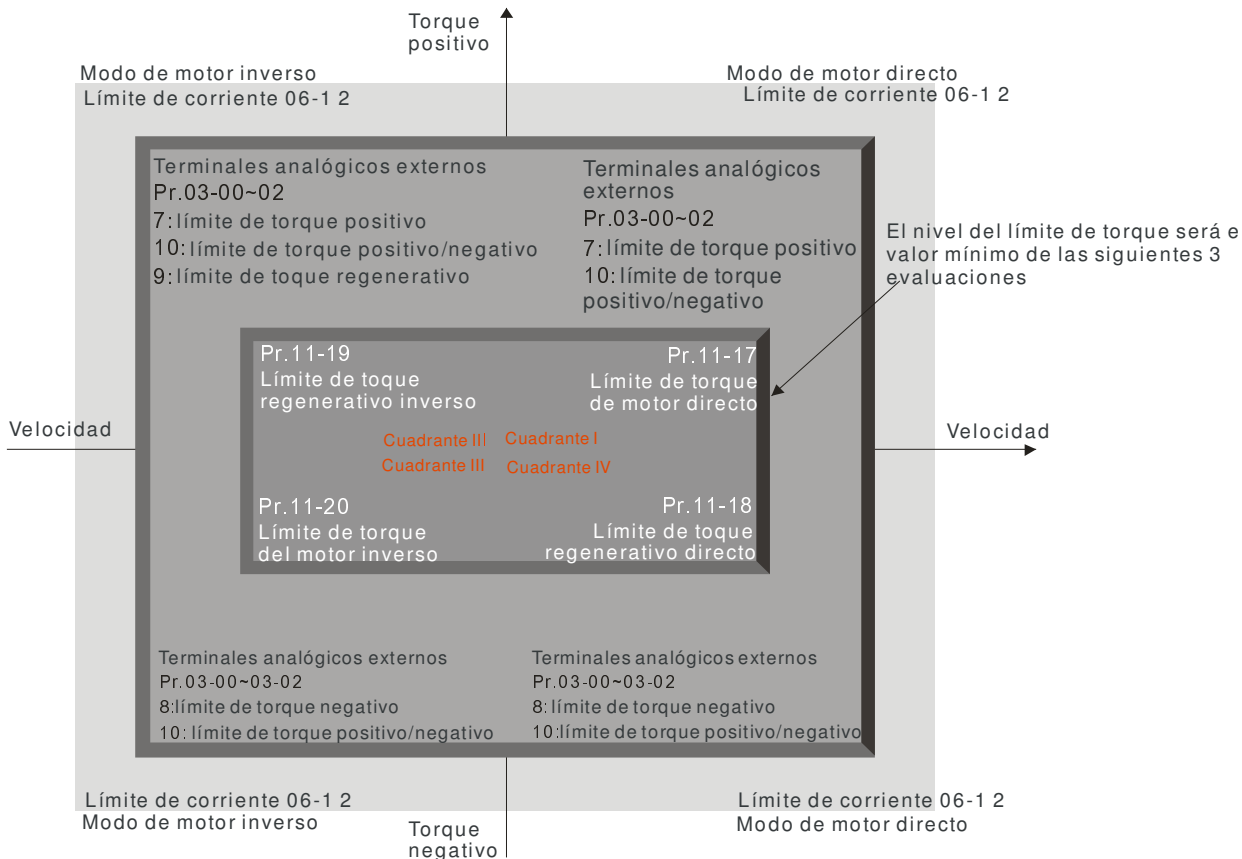 Torque
positivo
Modo de motor inverso
Límite de corriente 06-1 2
Modo de motor directo
Límite de corriente 06-1 2
Terminales analógicos externos
Pr.03-00~02
7: límite de torque positivo
10: límite de torque positivo/negativo
9: límite de toque regenerativo
Terminales analógicos
externos
Pr.03-00~02
7: límite de torque positivo
10: límite de torque
positivo/negativo
El nivel del límite de torque será e
valor mínimo de las siguientes 3
evaluaciones
Pr.11-19
Límite de toque
regenerativo inverso
Pr.11-17
Límite de torque
de motor directo
Velocidad
Cuadrante III
Cuadrante I
Velocidad
Cuadrante III
Cuadrante IV
Pr.11-20
Límite de torque
del motor inverso
Pr.11-18
Límite de toque
regenerativo directo
Terminales analógicos externos
Pr.03-00~03-02
8: límite de torque negativo
10: límite de torque positivo/negativo
Terminales analógicos externos
Pr.03-00~03-02
8: límite de torque negativo
10: límite de torque positivo/negativo
Límite de corriente 06-1 2
Modo de motor inverso
Límite de corriente 06-1 2
Modo de motor directo
Torque
negativo